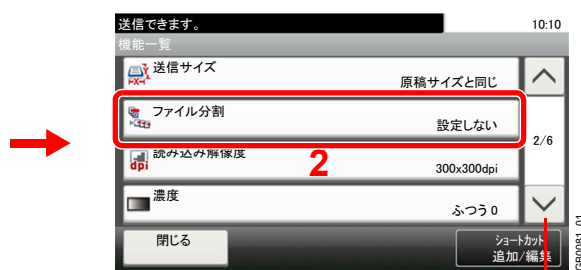 送信できます。 10:10
機能一覧
送信サイズ
原稿サイズと同じ
ファイル分割
設定しない
2/6
読み込み解像度
dpi
2
300x300dpi
濃度
ふつう 0
閉じる
ショートカット
追加/編集
GB0081_01